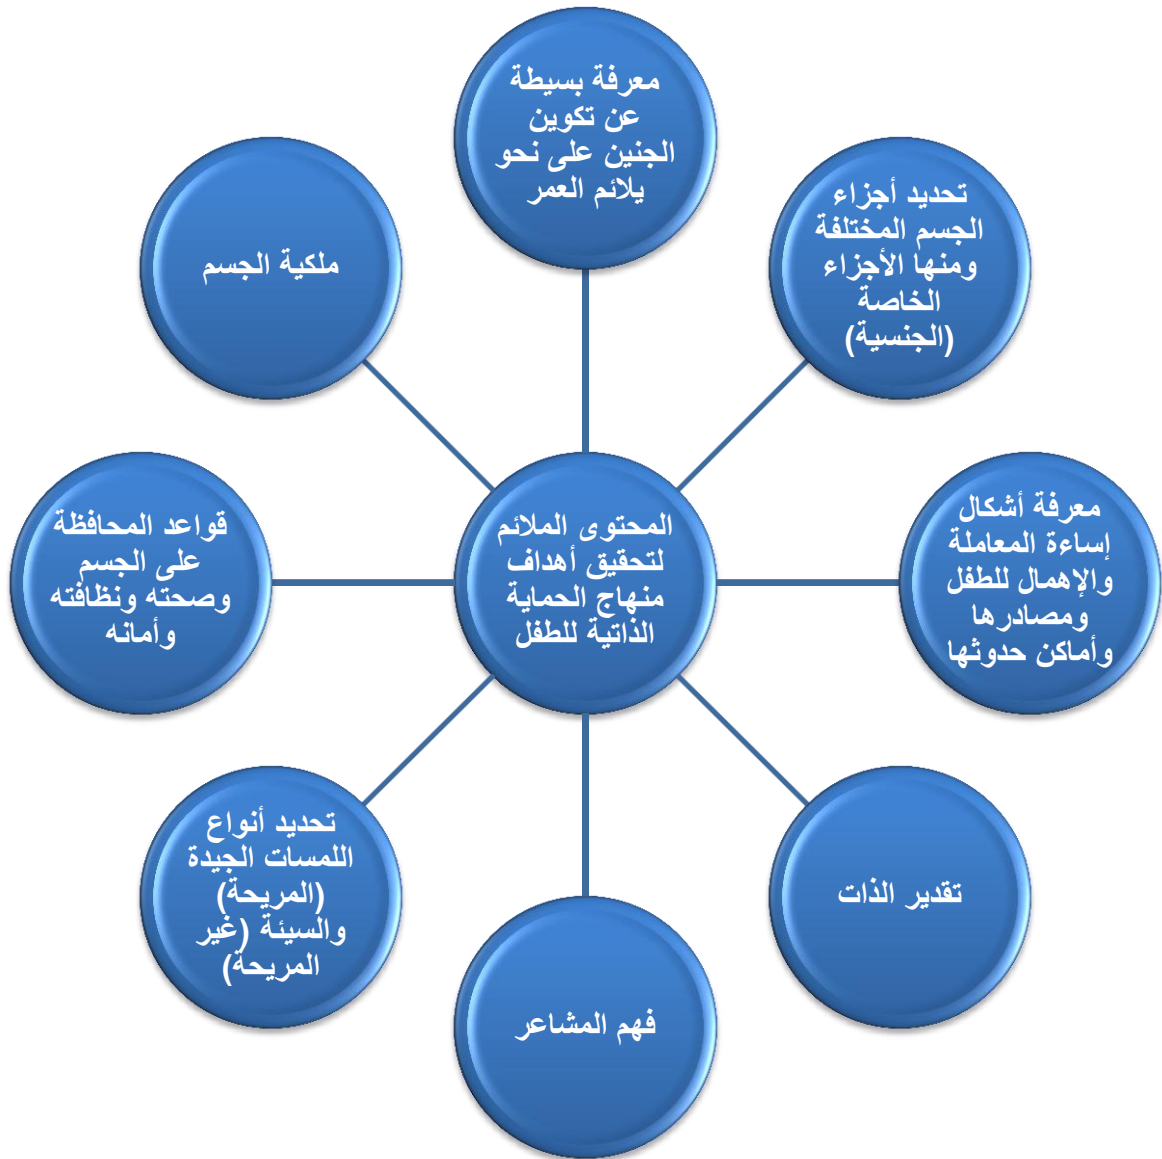 معرفة بسيطة
عن تكوين
الجنين على نحو
يلائم العمر
تحديد أجزاء
الجسم المختلفة
ومنها الأجزاء
الخاصة
(الجنسية)
معرفة أشكال
إساءة المعاملة
والإهمال للطفل
ومصادرها
وأماكن حدوثها
تقدير الذات
فهم المشاعر
تحديد أنواع
اللمسات الجيدة
(المريحة)
والسيئة (غير
المريحة)
قواعد المحافظة
على الجسم
وصحته ونظافته
وأمانه
ملكية الجسم
المحتوى الملائم
لتحقيق أهداف
منهاج الحماية
الذاتية للطفل